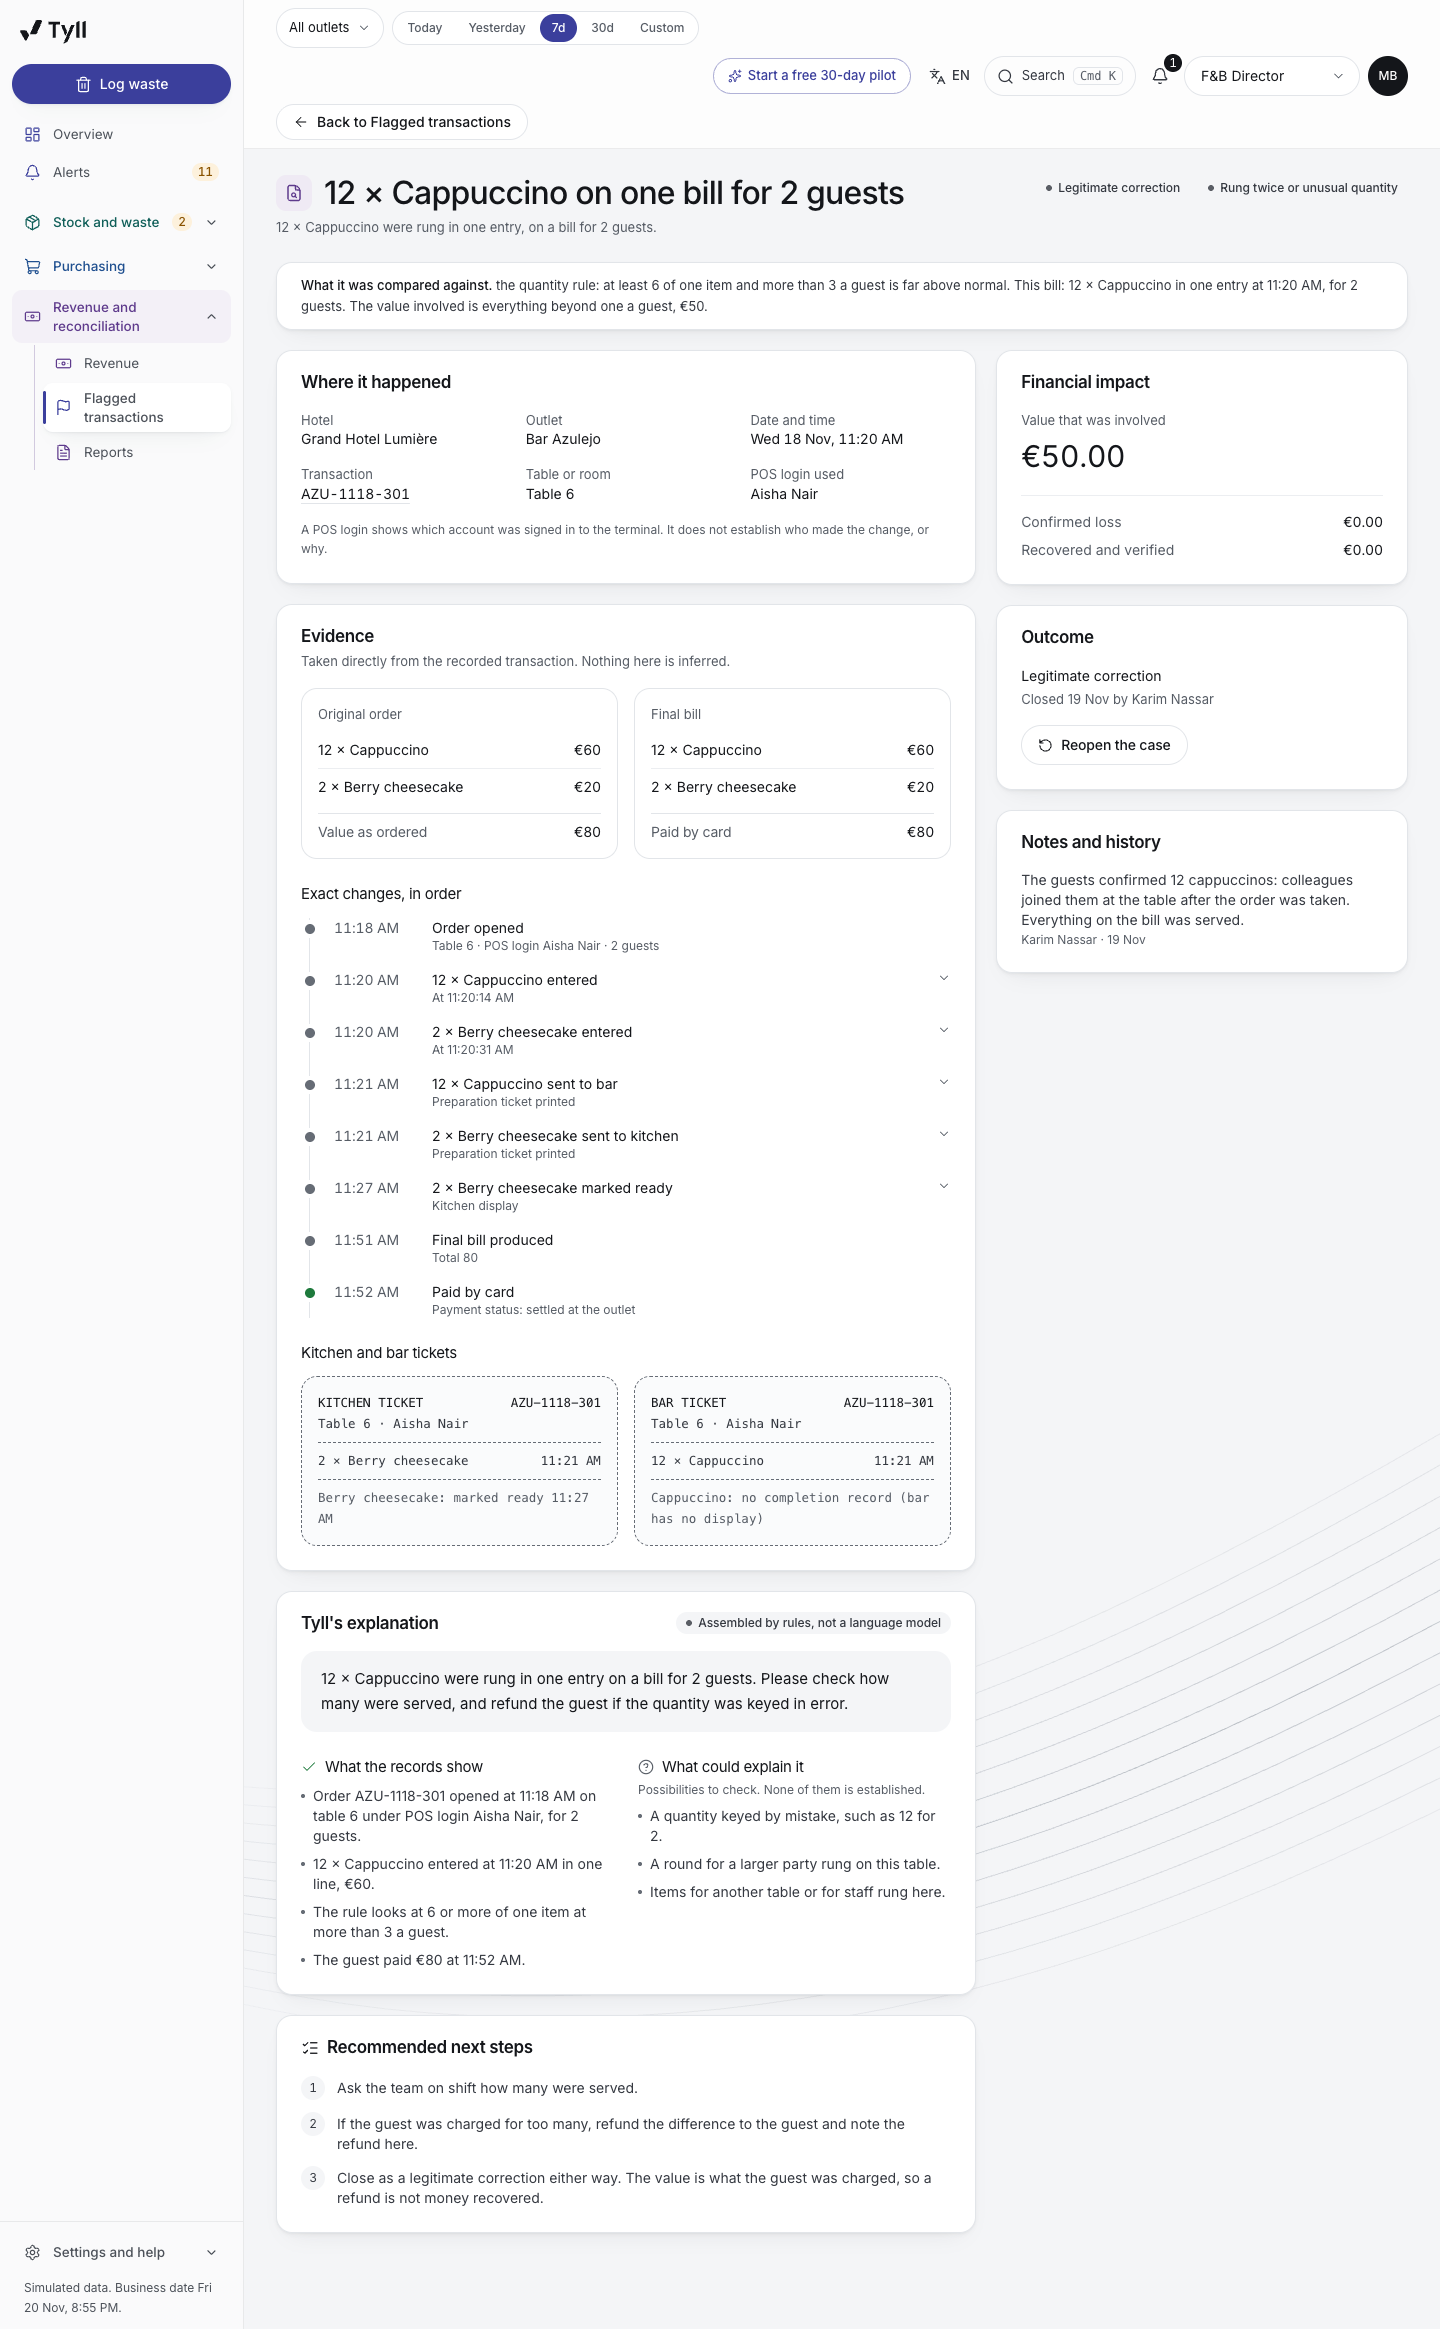 Tyll
Log waste
Overview
Alerts
11
Stock and waste
2
Purchasing
Revenue and
reconciliation
Revenue
Flagged
transactions
Reports
Settings and help
Simulated data. Business date Fri
20 Nov, 8:55 PM.
All outlets
Today
Yesterday
7d
30d
Custom
Start a free 30-day pilot
EN
Search
Cmd K
1
F&B Director
MB
Back to Flagged transactions
12 × Cappuccino on one bill for 2 guests
Legitimate correction
Rung twice or unusual quantity
12 × Cappuccino were rung in one entry, on a bill for 2 guests.
What it was compared against. the quantity rule: at least 6 of one item and more than 3 a guest is far above normal. This bill: 12 × Cappuccino in one entry at 11:20 AM, for 2
guests. The value involved is everything beyond one a guest, €50.
Where it happened
Hotel
Outlet
Date and time
Grand Hotel Lumière
Bar Azulejo
Wed 18 Nov, 11:20 AM
Transaction
Table or room
POS login used
AZU-1118-301
Table 6
Aisha Nair
A POS login shows which account was signed in to the terminal. It does not establish who made the change, or
why.
Financial impact
Value that was involved
€50.00
Confirmed loss €0.00
Recovered and verified €0.00
Evidence
Taken directly from the recorded transaction. Nothing here is inferred.
Original order
12 × Cappuccino €60
2 × Berry cheesecake €20
Value as ordered €80
Final bill
12 × Cappuccino €60
2 × Berry cheesecake €20
Paid by card €80
Exact changes, in order
11:18 AM Order opened
Table 6 · POS login Aisha Nair · 2 guests
11:20 AM 12 × Cappuccino entered
At 11:20:14 AM
11:20 AM 2 × Berry cheesecake entered
At 11:20:31 AM
11:21 AM 12 × Cappuccino sent to bar
Preparation ticket printed
11:21 AM 2 × Berry cheesecake sent to kitchen
Preparation ticket printed
11:27 AM 2 × Berry cheesecake marked ready
Kitchen display
11:51 AM Final bill produced
Total 80
11:52 AM Paid by card
Payment status: settled at the outlet
Kitchen and bar tickets
KITCHEN TICKET AZU-1118-301
Table 6 · Aisha Nair
2 × Berry cheesecake 11:21 AM
Berry cheesecake: marked ready 11:27
AM
BAR TICKET AZU-1118-301
Table 6 · Aisha Nair
12 × Cappuccino 11:21 AM
Cappuccino: no completion record (bar
has no display)
Outcome
Legitimate correction
Closed 19 Nov by Karim Nassar
Reopen the case
Notes and history
The guests confirmed 12 cappuccinos: colleagues
joined them at the table after the order was taken.
Everything on the bill was served.
Karim Nassar · 19 Nov
Tyll's explanation
Assembled by rules, not a language model
12 × Cappuccino were rung in one entry on a bill for 2 guests. Please check how
many were served, and refund the guest if the quantity was keyed in error.
What the records show
Order AZU-1118-301 opened at 11:18 AM on
table 6 under POS login Aisha Nair, for 2
guests.
12 × Cappuccino entered at 11:20 AM in one
line, €60.
The rule looks at 6 or more of one item at
more than 3 a guest.
The guest paid €80 at 11:52 AM.
What could explain it
Possibilities to check. None of them is established.
A quantity keyed by mistake, such as 12 for
2.
A round for a larger party rung on this table.
Items for another table or for staff rung here.
Recommended next steps
1 Ask the team on shift how many were served.
2 If the guest was charged for too many, refund the difference to the guest and note the
refund here.
3 Close as a legitimate correction either way. The value is what the guest was charged, so a
refund is not money recovered.